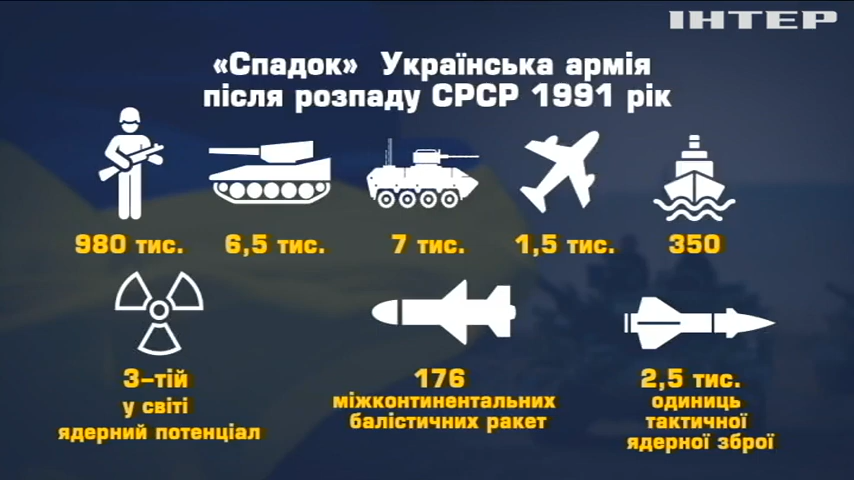 ІНТЕР
«Спадок» Українська армія
після розпаду СРСР 1991 рік
980 тис. 6,5 тис. 7 тис. 1,5 тис. 350
3-тій
у світі
ядерний потенціал
176
міжконтинентальних
балістичних ракет
2,5 тис.
одиниць
тактичної
ядерної зброї